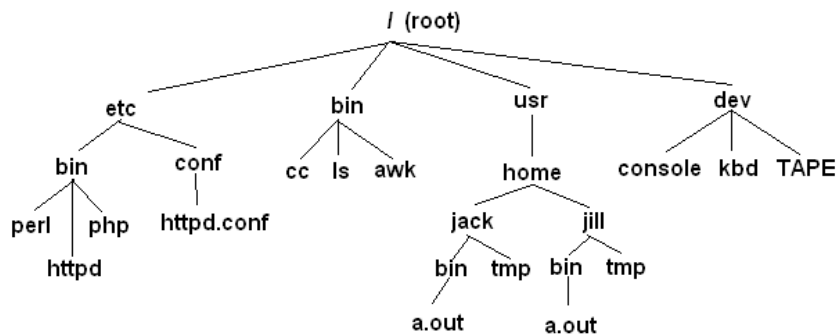 / (root)
etc bin usr dev
bin conf cc ls awk home console kbd TAPE
perl php httpd.conf jack jill
httpd bin tmp bin tmp
a.out a.out